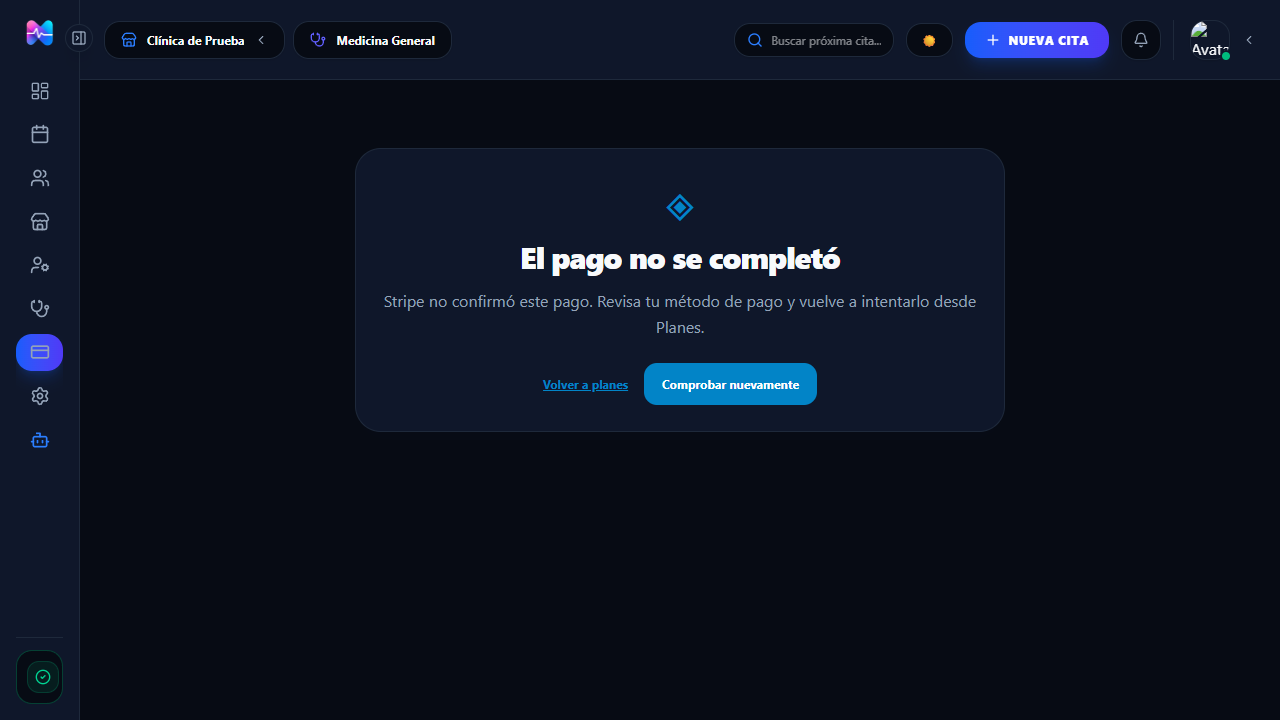 Clínica de Prueba
Medicina General
Buscar próxima cita...
NUEVA CITA
Avata
El pago no se completó
Stripe no confirmó este pago. Revisa tu método de pago y vuelve a intentarlo desde
Planes.
Volver a planes
Comprobar nuevamente